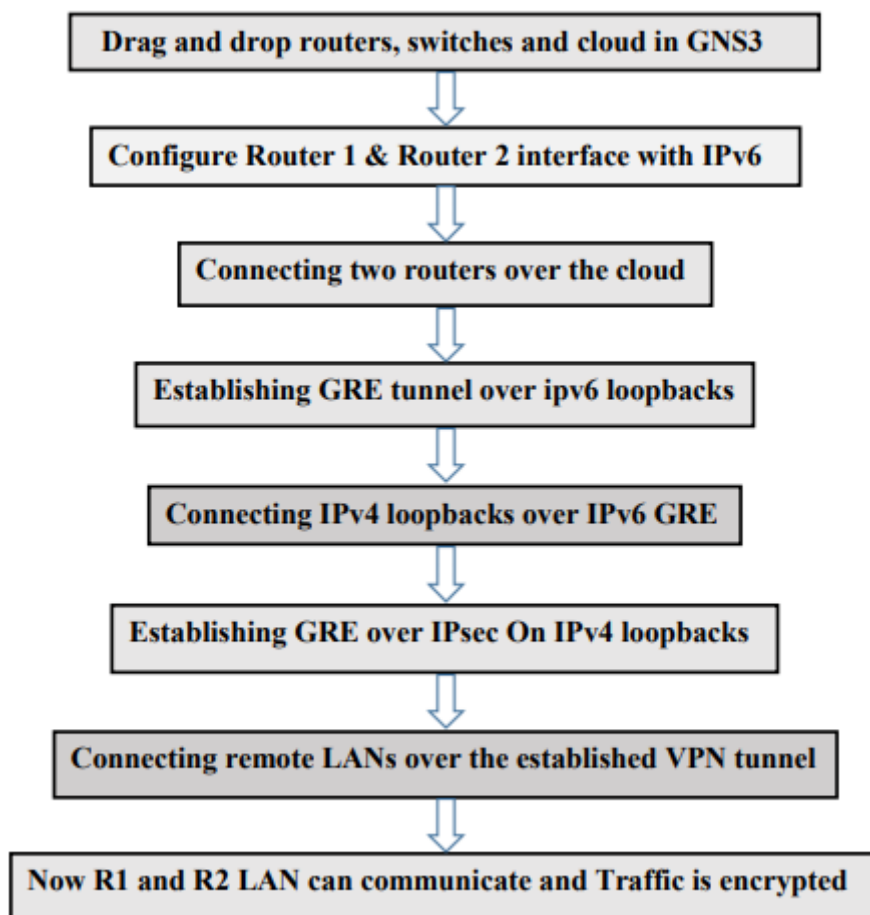 Drag and drop routers, switches and cloud in GNS3
Configure Router 1 & Router 2 interface with IPv6
Connecting two routers over the cloud
Establishing GRE tunnel over ipv6 loopbacks
Connecting IPv4 loopbacks over IPv6 GRE
Establishing GRE over IPsec On IPv4 loopbacks
Connecting remote LANs over the established VPN tunnel
Now R1 and R2 LAN can communicate and Traffic is encrypted